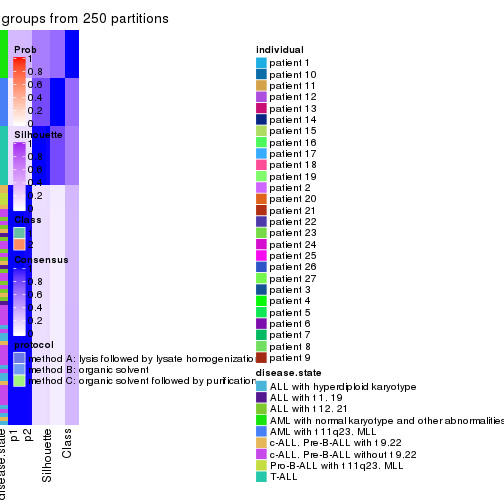 groups from 250 partitions
Prob
1
0.8
0.6
0.4
0.2
0
Silhouette
1
0.8
0.6
0.4
0.2
0
Class
1
2
Consensus
1
0.8
0.6
0.4
0.2
0
protocol
method A: lysis followed by lysate homogenizatio
method B: organic solvent
method C: organic solvent followed by purification
disease.state
p1
p2
Silhouette
Class
individual
patient 1
patient 10
patient 11
patient 12
patient 13
patient 14
patient 15
patient 16
patient 17
patient 18
patient 19
patient 2
patient 20
patient 21
patient 22
patient 23
patient 24
patient 25
patient 26
patient 27
patient 3
patient 4
patient 5
patient 6
patient 7
patient 8
patient 9
disease.state
ALL with hyperdiploid karyotype
ALL with t1. 19
ALL with t12. 21
AML with normal karyotype and other abnormalities
AML with t11q23. MLL
c-ALL. Pre-B-ALL with t9.22
c-ALL. Pre-B-ALL without t9.22
Pro-B-ALL with t11q23. MLL
T-ALL